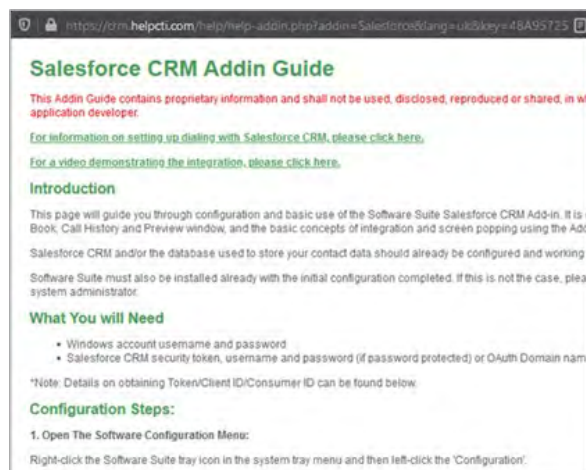 https://crm.helpcti.com/help/help-addin.php?addin=Salesforce&lang=uk&key=48A95725
Salesforce CRM Addin Guide
This Addin Guide contains proprietary information and shall not be used, disclosed, reproduced or shared, in w
application developer.
For information on setting up dialing with Salesforce CRM, please click here.
For a video demonstrating the integration, please click here.
Introduction
This page will guide you through configuration and basic use of the Software Suite Salesforce CRM Add-in. It is
Book, Call History and Preview window, and the basic concepts of integration and screen popping using the Add
Salesforce CRM and/or the database used to store your contact data should already be configured and working
Software Suite must also be installed already with the initial configuration completed. If this is not the case, plea
system administrator.
What You will Need
• Windows account username and password
• Salesforce CRM security token, username and password (if password protected) or OAuth Domain nam
*Note: Details on obtaining Token/Client ID/Consumer ID can be found below.
Configuration Steps:
1. Open The Software Configuration Menu:
Right-click the Software Suite tray icon in the system tray menu and then left-click the 'Configuration'.